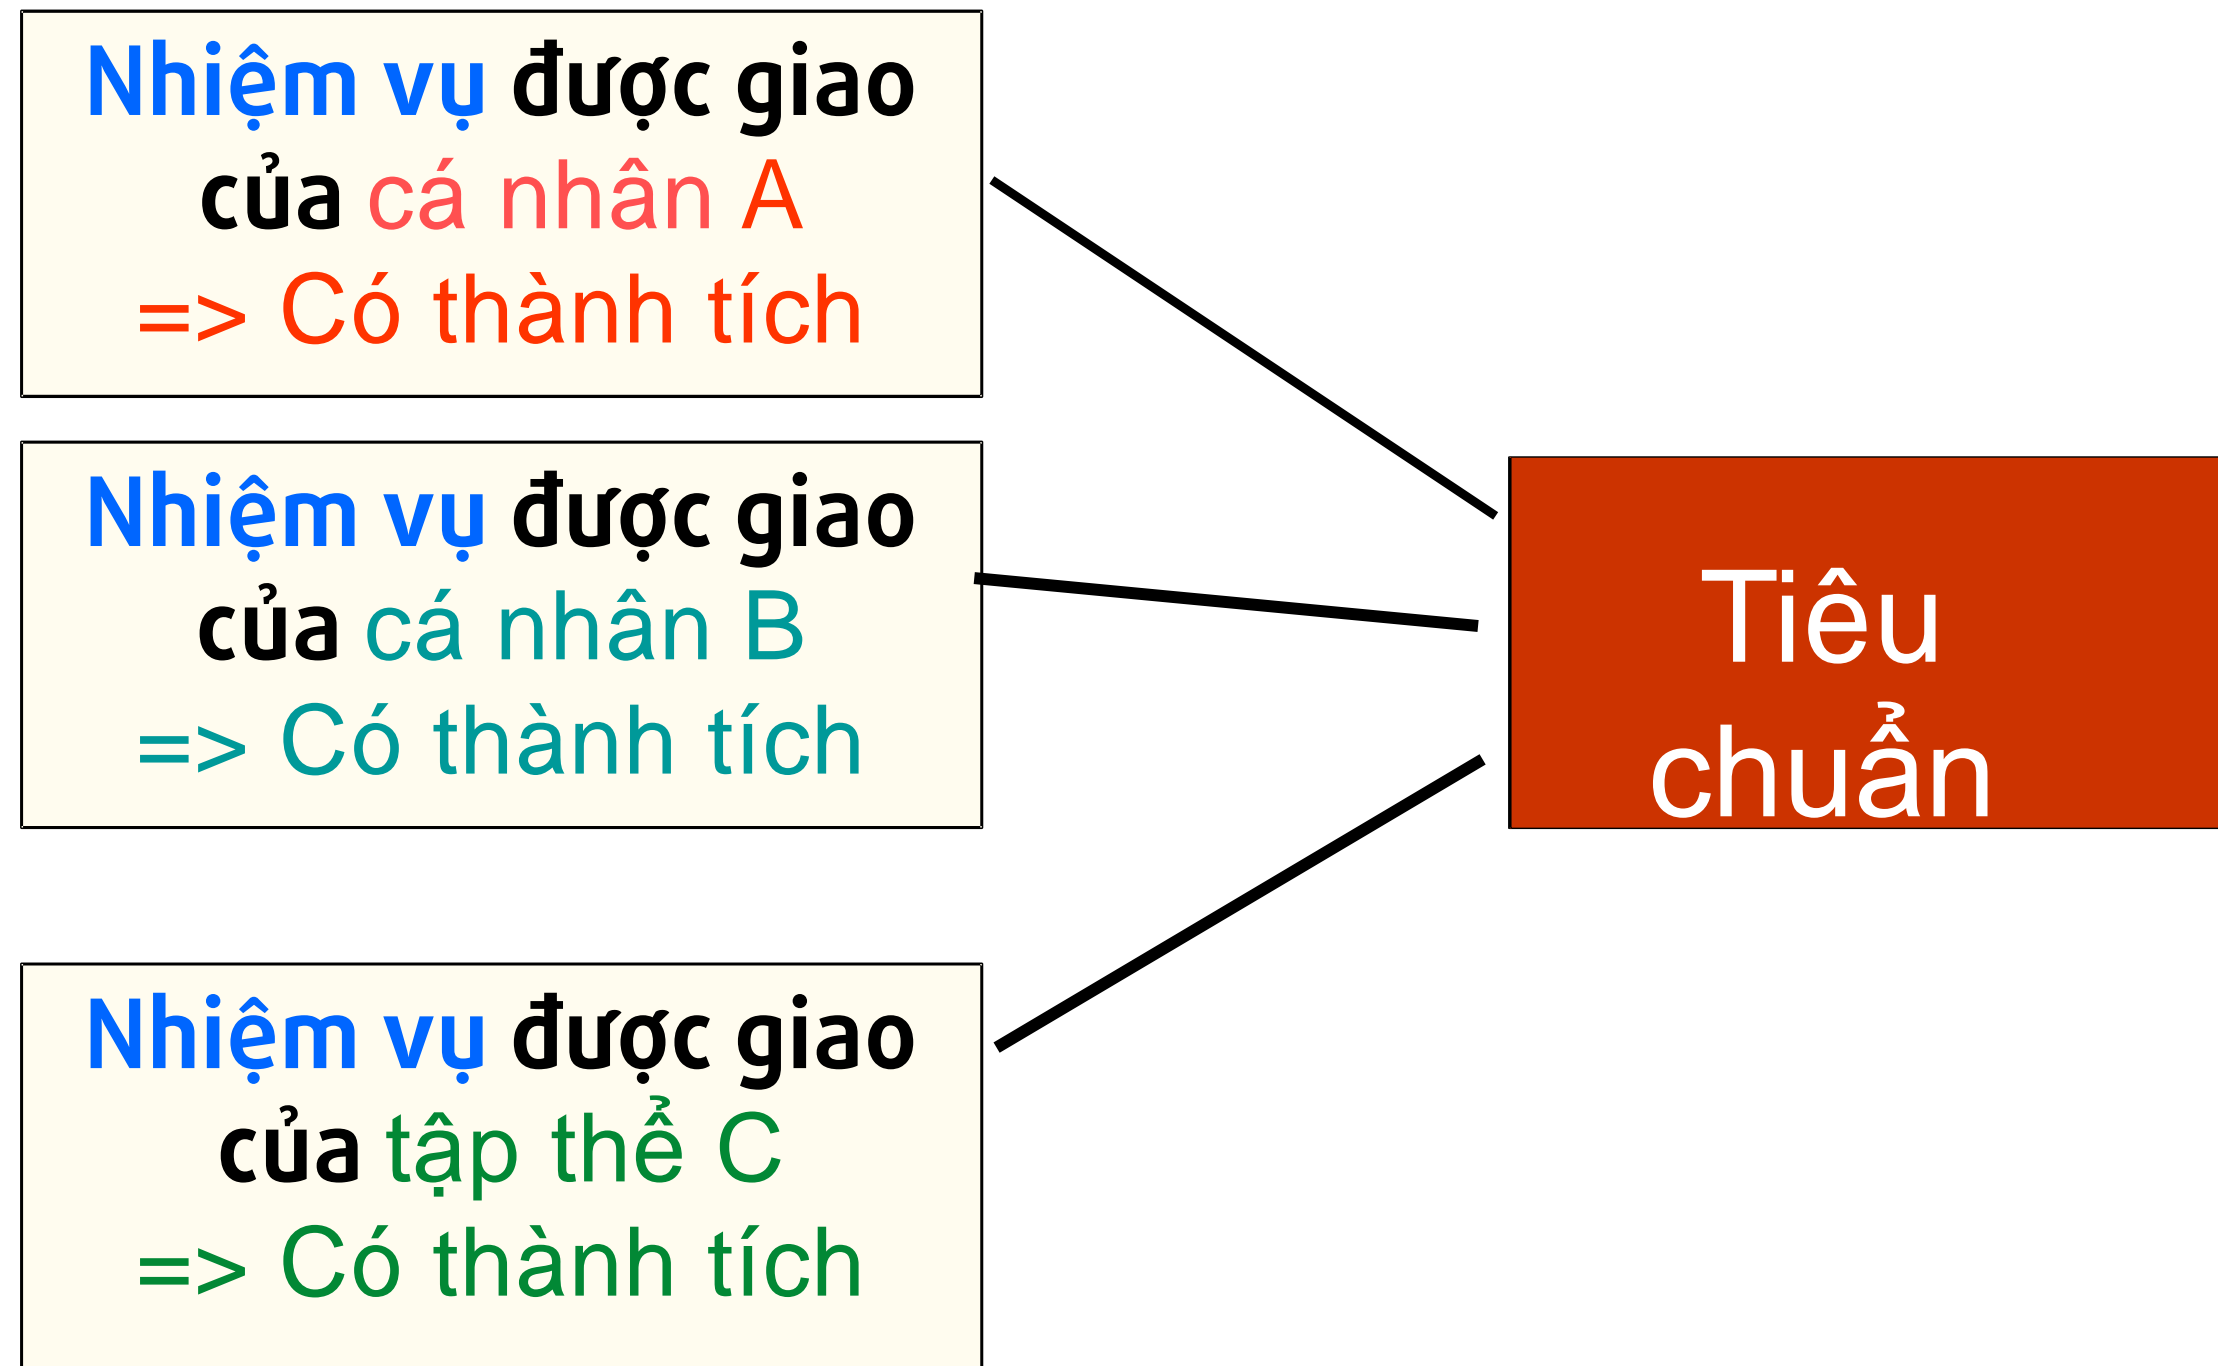 Nhiệm vụ được giao
của cá nhân A
=> Có thành tích
Nhiệm vụ được giao
của cá nhân B
=> Có thành tích
Nhiệm vụ được giao
của tập thể C
=> Có thành tích
Tiêu
chuẩn